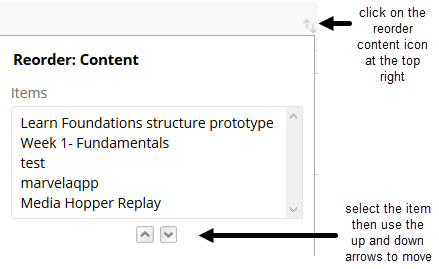 click on the
reorder
content icon
at the top
right
Reorder: Content
Items
Learn Foundations structure prototype
Week 1- Fundamentals
test
marvelaqpp
Media Hopper Replay
select the item
then use the
up and down
arrows to move